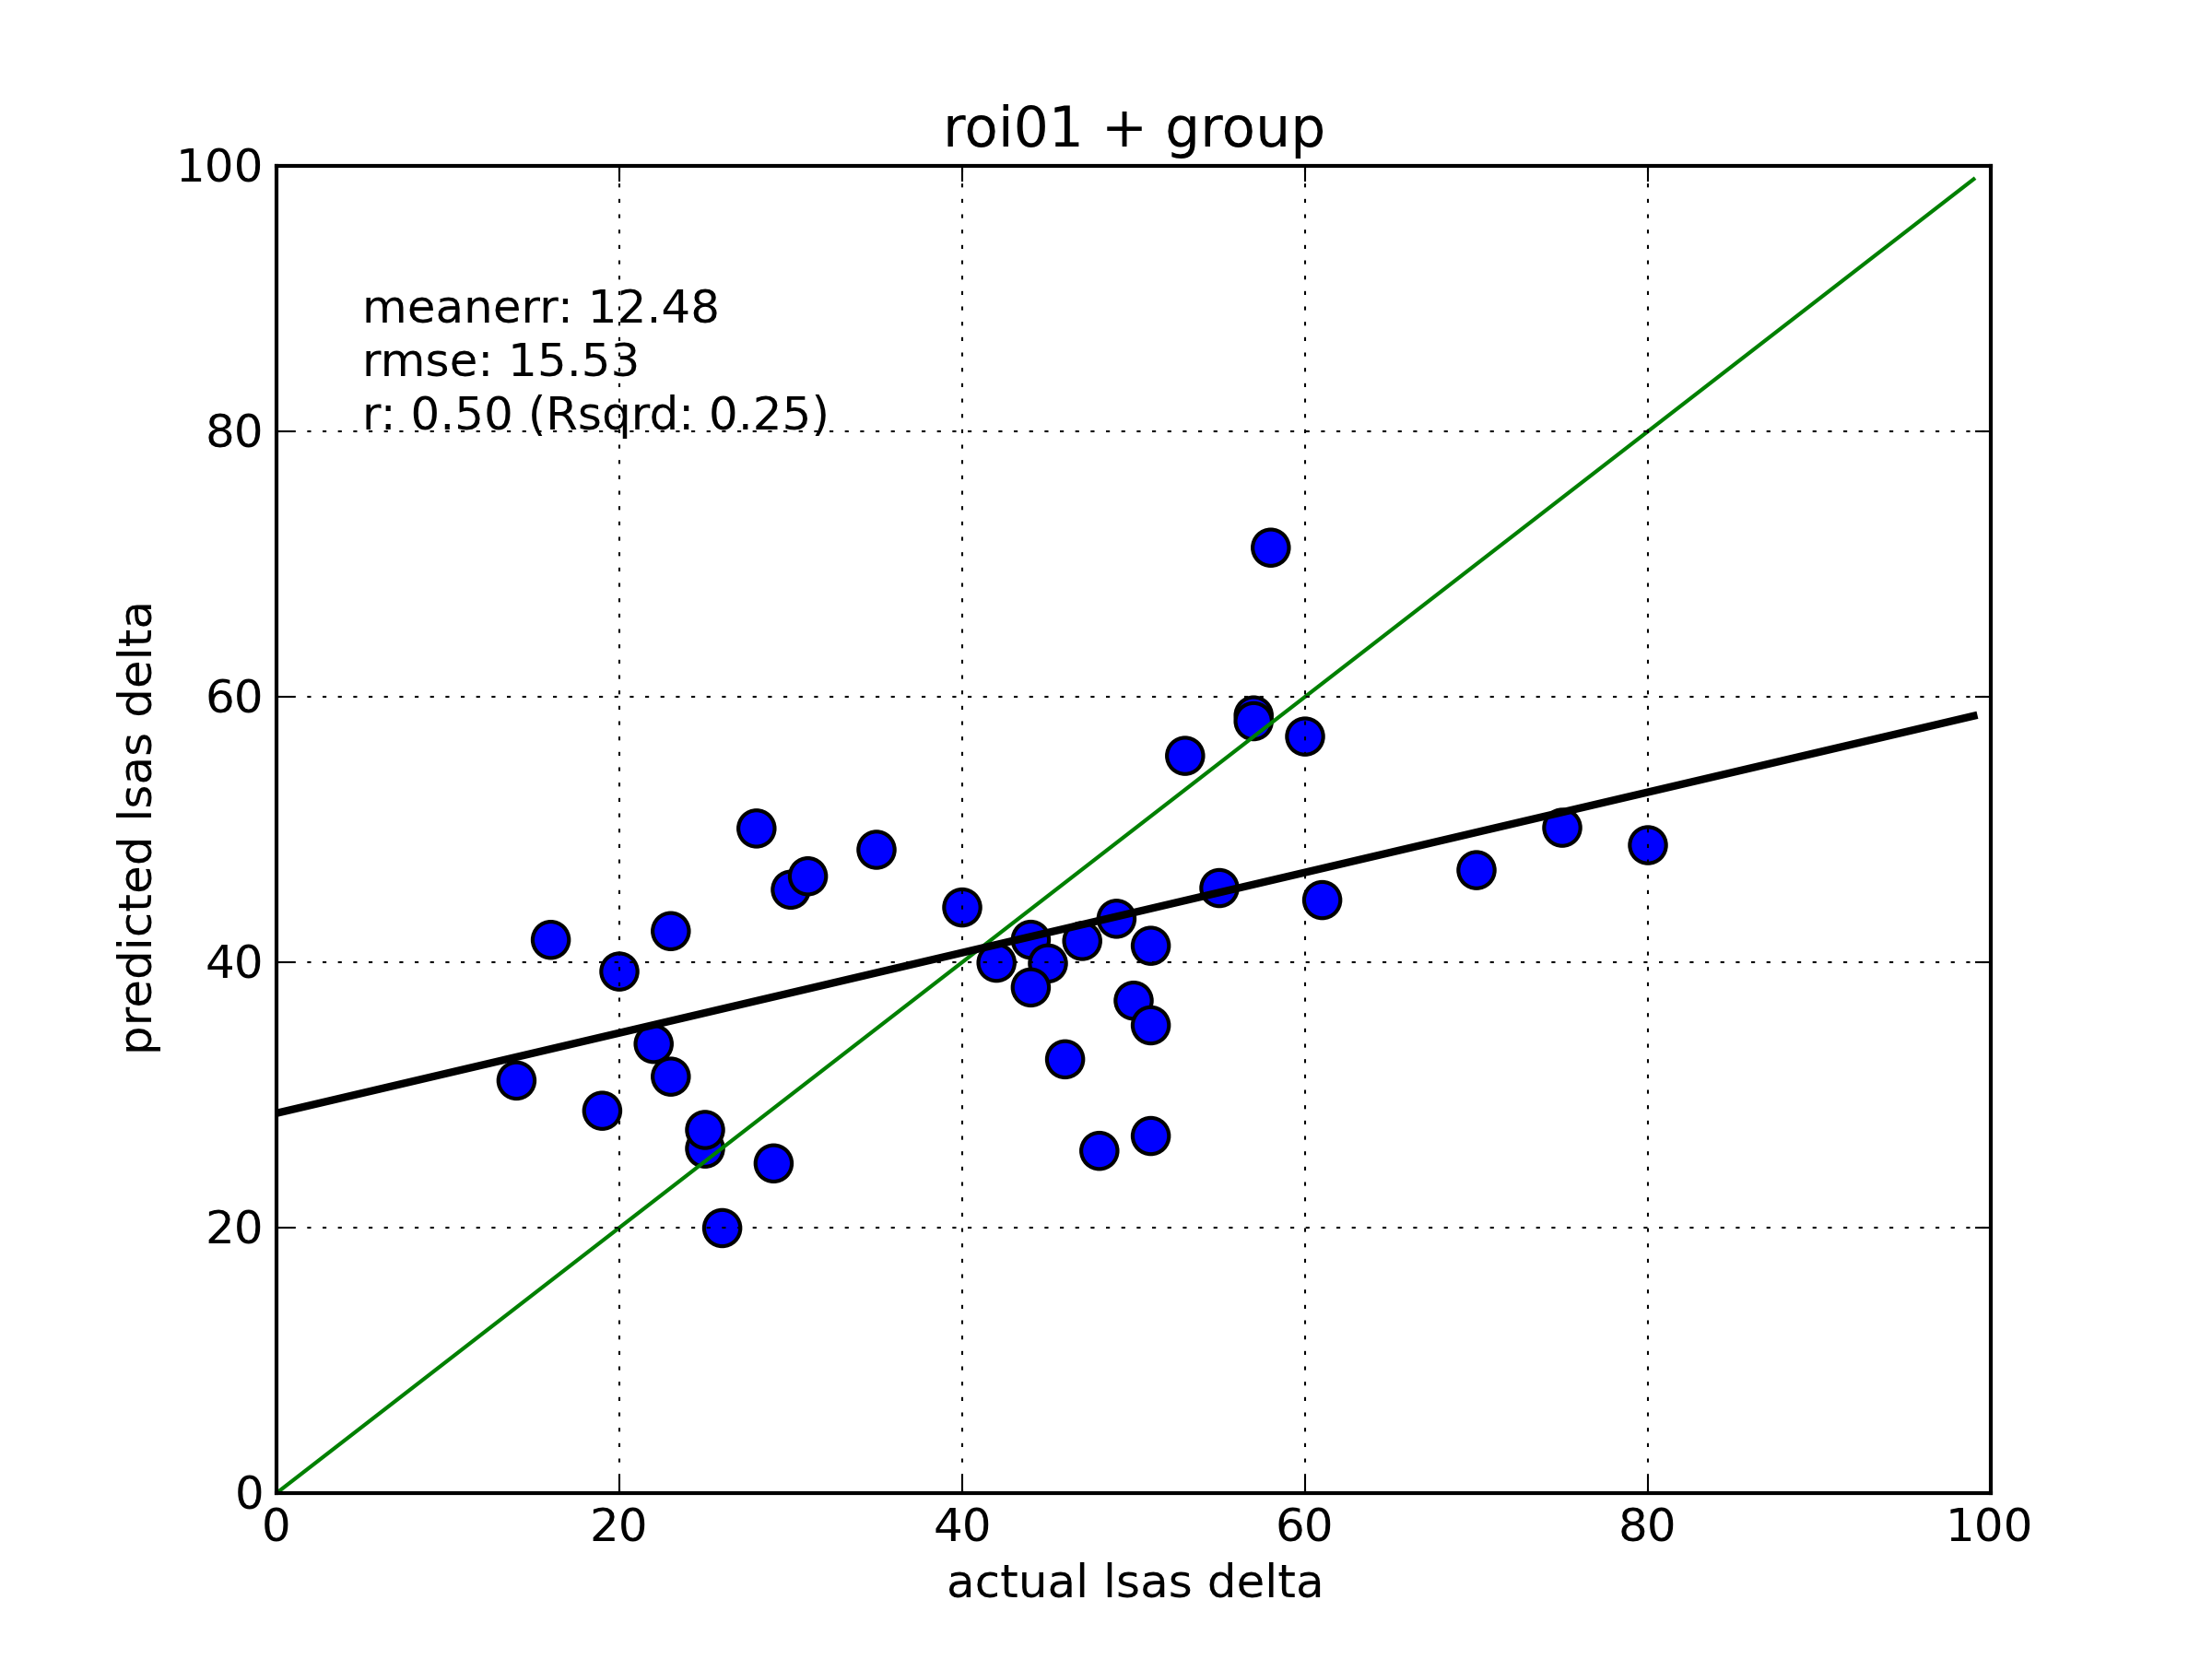 roi01 + group
100
80
60
40
20
0
meanerr: 12.48
rmse: 15.53
r: 0.50 (Rsqrd: 0.25)
predicted lsas delta
0 20 40 60 80 100
actual lsas delta